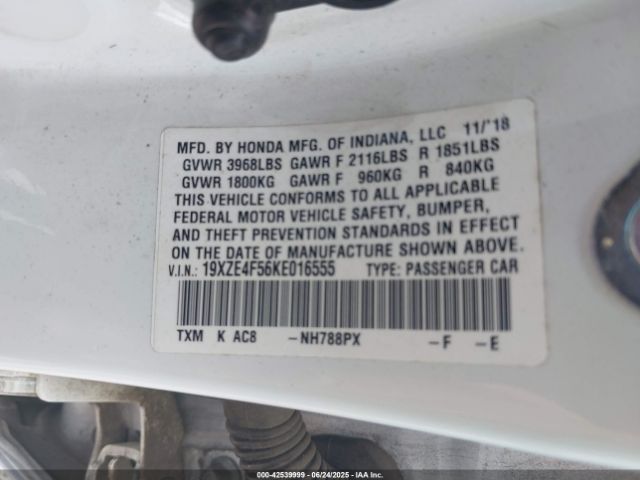 MFD. BY HONDA MFG. OF INDIANA, LLC 11/'18
GVWR 3968LBS GAWR F 2116LBS R 1851LBS
GVWR 1800KG GAWR F 960KG R 840KG
THIS VEHICLE CONFORMS TO ALL APPLICABLE
FEDERAL MOTOR VEHICLE SAFETY, BUMPER,
AND THEFT PREVENTION STANDARDS IN EFFECT
ON THE DATE OF MANUFACTURE SHOWN ABOVE.
V.I.N.: 19XZE4F56KE016555 TYPE: PASSENGER CAR
TXM K AC8 -NH788PX -F -E
000-42539999 - 06/24/2025 - IAAI.COM